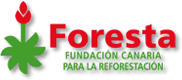 Foresta
FUNDACIÓN CANARIA
PARA LA REFORESTACIÓN